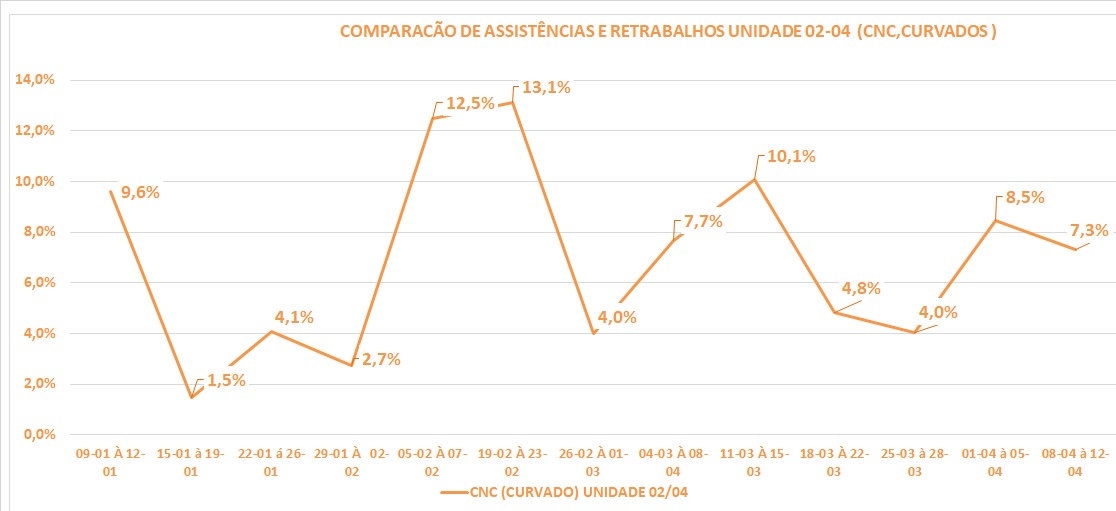 COMPARACÃO DE ASSISTÊNCIAS E RETRABALHOS UNIDADE 02-04 (CNC,CURVADOS )
14,0%
12,0%
10,0%
8,0%
6,0%
4,0%
2,0%
0,0%
9,6%
1,5%
4,1%
2,7%
12,5%
13,1%
4,0%
7,7%
10,1%
4,8%
4,0%
8,5%
7,3%
09-01 À 12-
01
15-01 à 19-
01
22-01 á 26-
01
29-01 À 02-
02
05-02 À 07-
02
19-02 À 23-
02
26-02 À 01-
03
04-03 À 08-
04
11-03 À 15-
03
18-03 À 22-
03
25-03 à 28-
03
01-04 à 05-
04
08-04 à 12-
04
CNC (CURVADO) UNIDADE 02/04